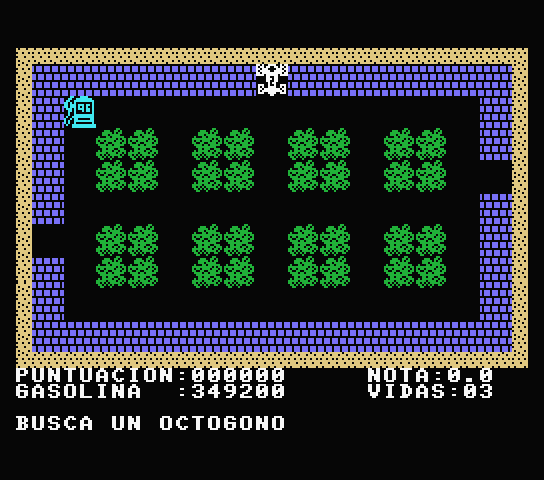 PUNTUACION:000000 NOTA:0.0
GASOLINA :349200 VIDAS:03
BUSCA UN OCTOGONO